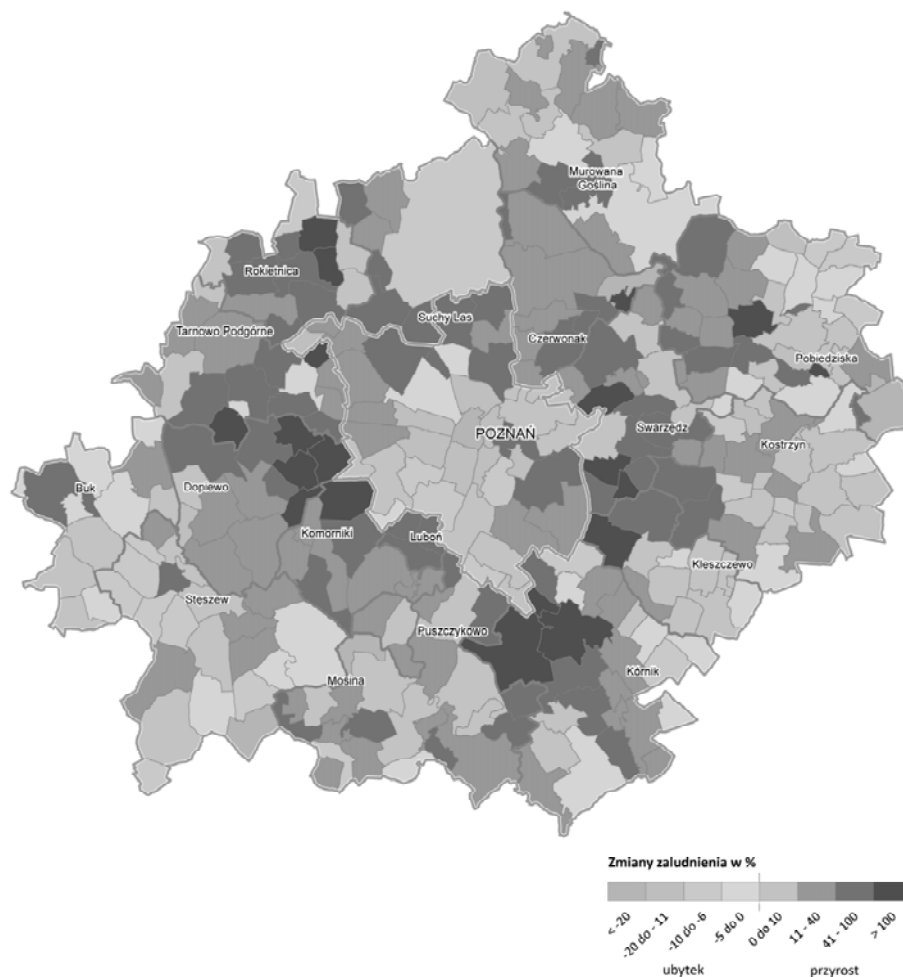 Murowana
Goślina
Rokietnica
Suchy Las
Tarnowo Podgórne
Czerwonak
Pobiedziska
POZNAŃ
Swarzędz
Kostrzyn
Buk
Dopiewo
Komorniki
Luboń
Kleszczewo
Stęszew
Puszczykowo
Kórnik
Mosina
Zmiany zaludnienia w %
< -20
-20 do - 11
-10 do -6
-5 do 0
0 do 10
11 - 40
41 - 100
> 100
ubytek
przyrost